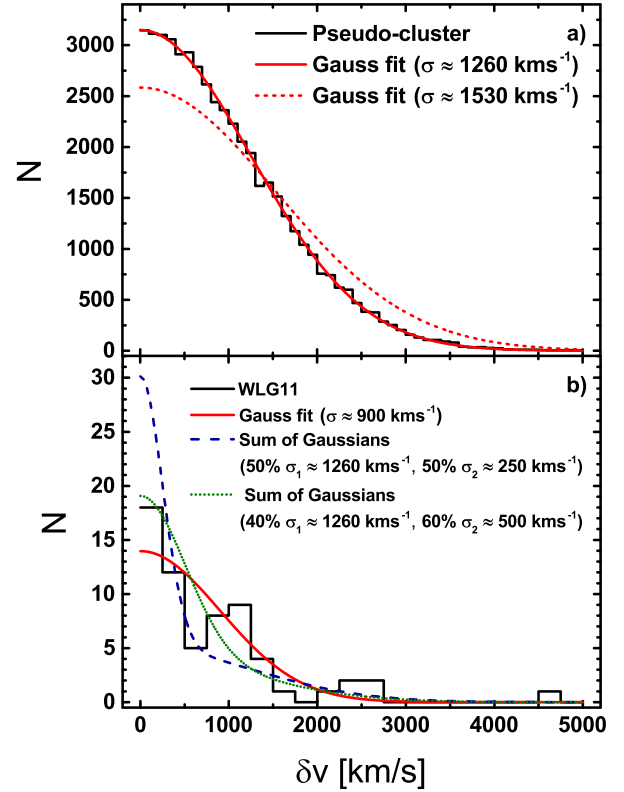 a)
Pseudo-cluster
Gauss fit (σ ≈ 1260 kms⁻¹)
Gauss fit (σ ≈ 1530 kms⁻¹)
3000
2500
2000
1500
1000
500
0
N
b)
WLG11
Gauss fit (σ ≈ 900 kms⁻¹)
Sum of Gaussians
(50% σ₁ ≈ 1260 kms⁻¹, 50% σ₂ ≈ 250 kms⁻¹)
Sum of Gaussians
(40% σ₁ ≈ 1260 kms⁻¹, 60% σ₂ ≈ 500 kms⁻¹)
30
25
20
15
10
5
0
N
0 1000 2000 3000 4000 5000
δv [km/s]